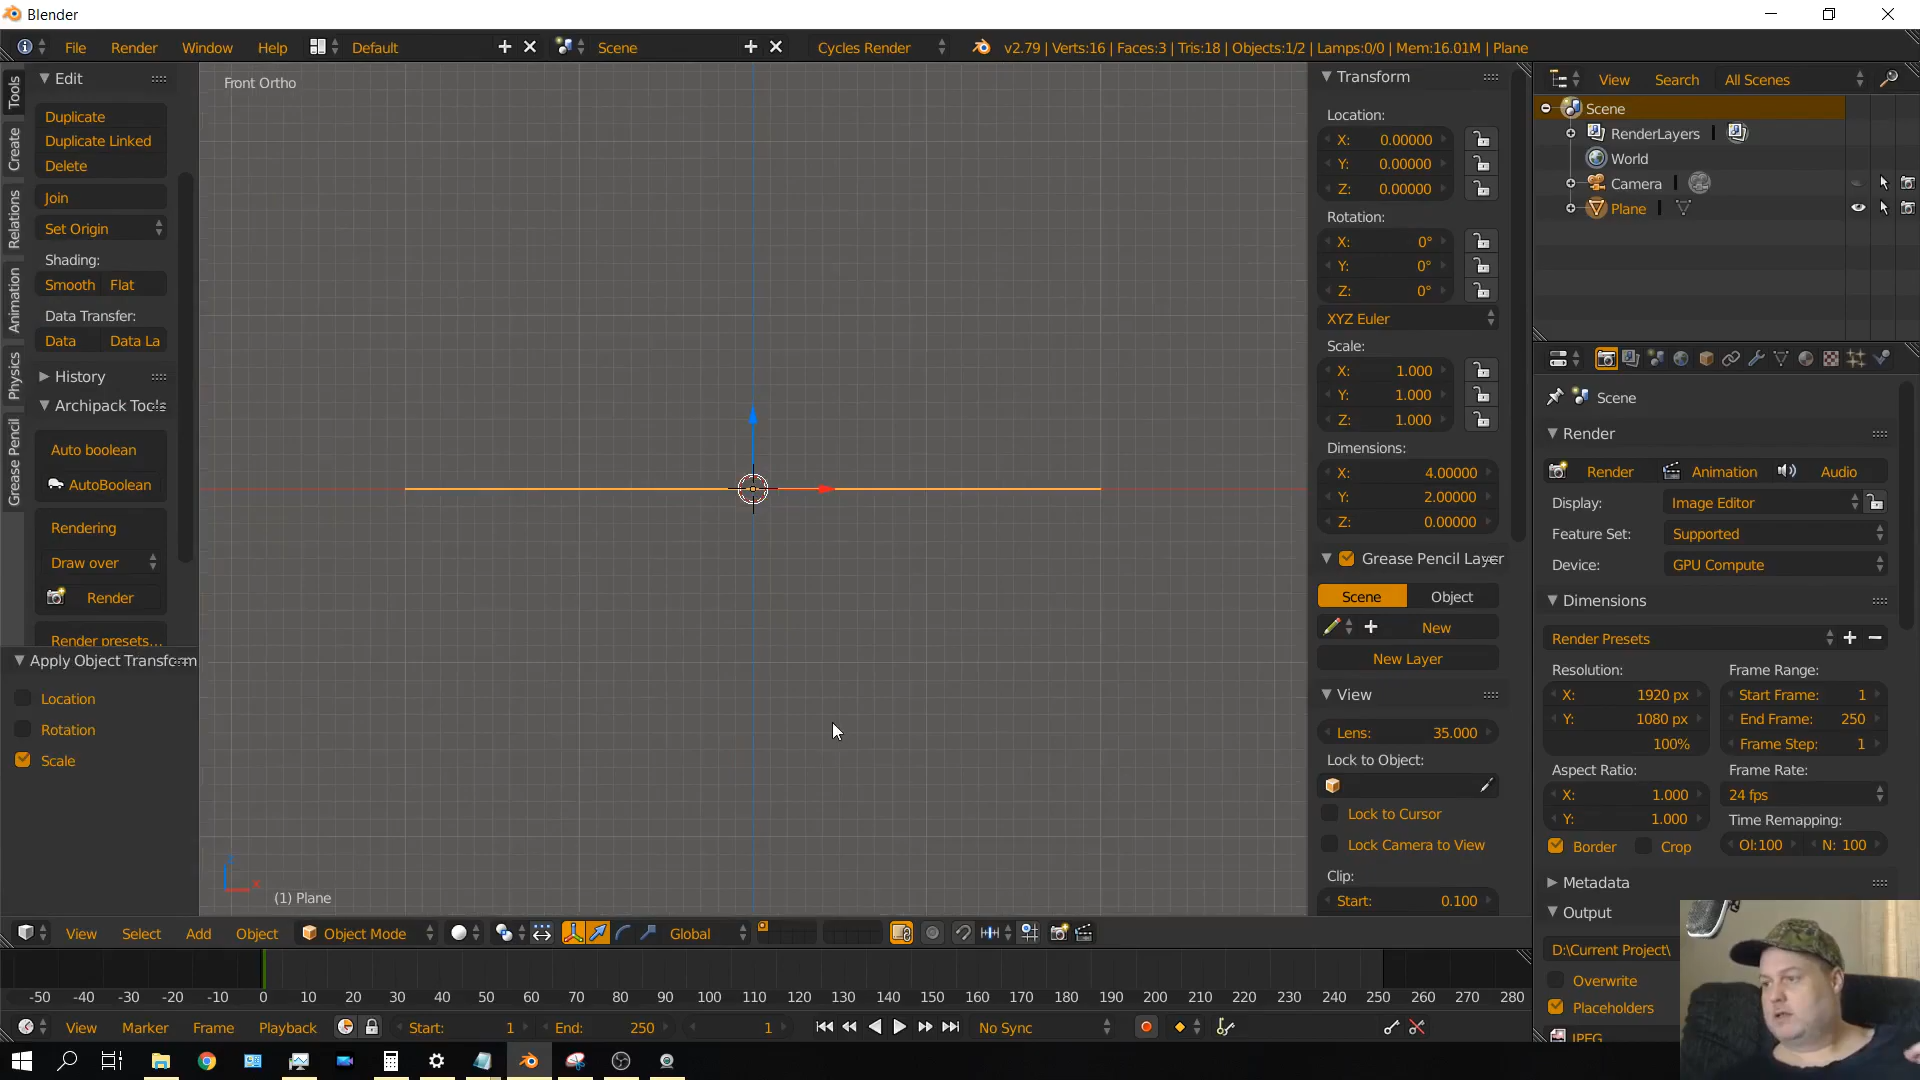 Blender
File Render Window Help Default Scene Cycles Render v2.79 | Verts:16 | Faces:3 | Tris:18 | Objects:1/2 | Lamps:0/0 | Mem:16.01M | Plane
Tools
Create
Relations
Animation
Physics
Grease Pencil
Edit
Duplicate
Duplicate Linked
Delete
Join
Set Origin
Shading:
Smooth Flat
Data Transfer:
Data Data La
History
Archipack Tools
Auto boolean
AutoBoolean
Rendering
Draw over
Render
Render presets...
Apply Object Transform
Location
Rotation
Scale
Front Ortho
(1) Plane
Transform
Location:
X: 0.00000
Y: 0.00000
Z: 0.00000
Rotation:
X: 0°
Y: 0°
Z: 0°
XYZ Euler
Scale:
X: 1.000
Y: 1.000
Z: 1.000
Dimensions:
X: 4.00000
Y: 2.00000
Z: 0.00000
Grease Pencil Layer
Scene Object
New
New Layer
View
Lens: 35.000
Lock to Object:
Lock to Cursor
Lock Camera to View
Clip:
Start: 0.100
View Search All Scenes
Scene
RenderLayers
World
Camera
Plane
Scene
Render
Render Animation Audio
Display: Image Editor
Feature Set: Supported
Device: GPU Compute
Dimensions
Render Presets
Resolution: Frame Range:
X: 1920 px Start Frame: 1
Y: 1080 px End Frame: 250
100% Frame Step: 1
Aspect Ratio: Frame Rate:
X: 1.000 24 fps
Y: 1.000 Time Remapping:
Border Crop Ol:100 N: 100
Metadata
Output
D:\Current Project\
Overwrite
Placeholders
JPEG
View Select Add Object Object Mode Global
-50 -40 -30 -20 -10 0 10 20 30 40 50 60 70 80 90 100 110 120 130 140 150 160 170 180 190 200 210 220 230 240 250 260 270 280
View Marker Frame Playback Start: 1 End: 250 1 No Sync